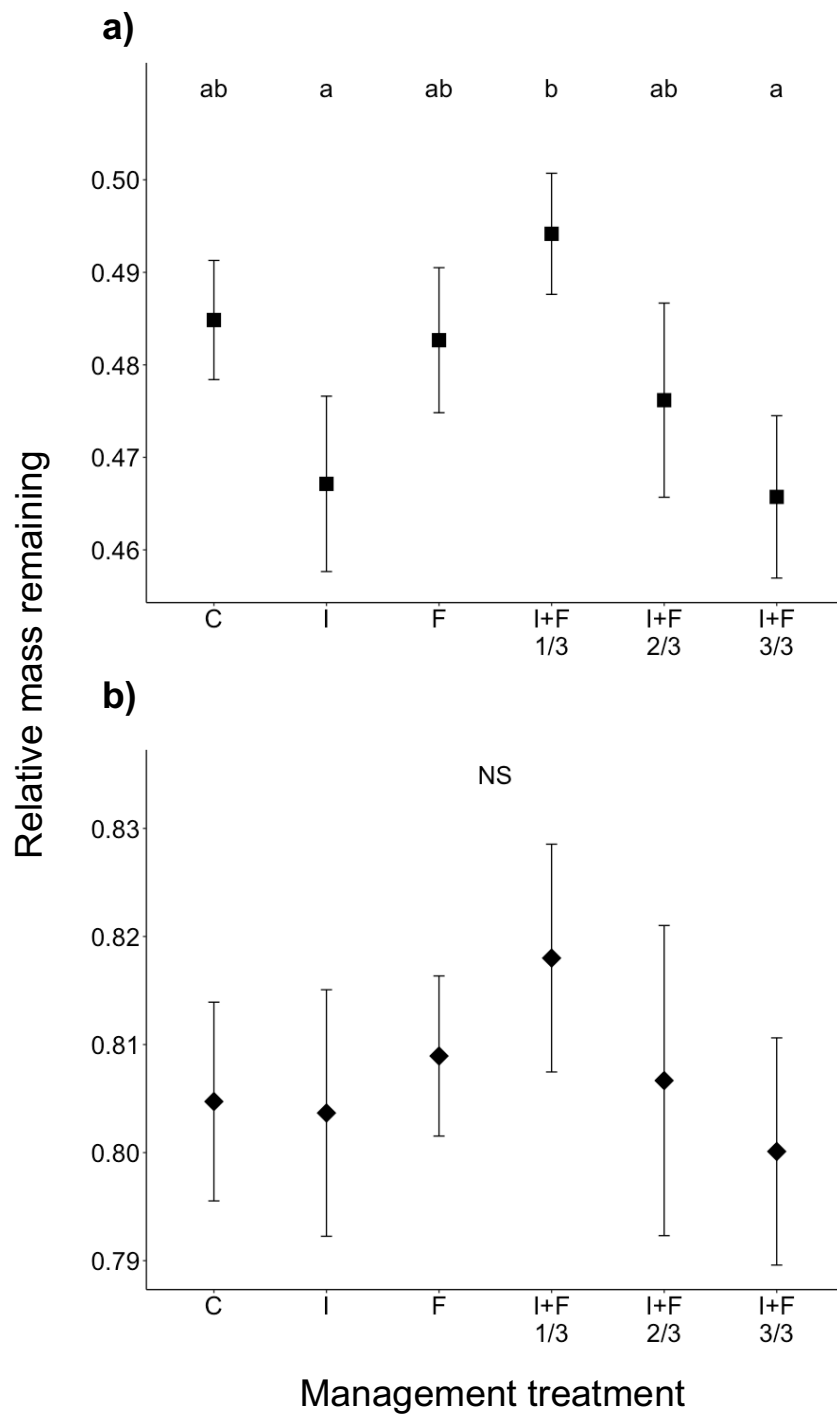 a)
ab a ab b ab a
0.50
0.49
0.48
0.47
0.46
C I F I+F I+F I+F
1/3 2/3 3/3
Relative mass remaining
b)
NS
0.83
0.82
0.81
0.80
0.79
C I F I+F I+F I+F
1/3 2/3 3/3
Management treatment